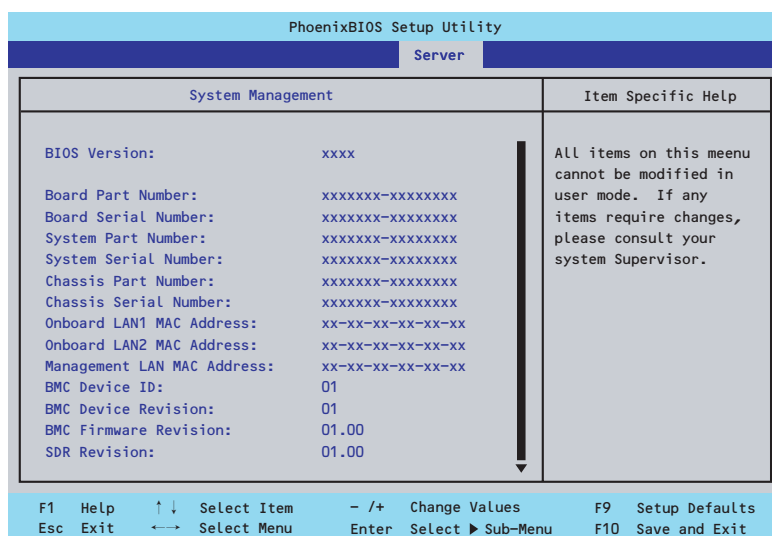 PhoenixBIOS Setup Utility
Server
System Management
Item Specific Help
BIOS Version: xxxx
Board Part Number: xxxxxxx-xxxxxxxx
Board Serial Number: xxxxxxx-xxxxxxxx
System Part Number: xxxxxxx-xxxxxxxx
System Serial Number: xxxxxxx-xxxxxxxx
Chassis Part Number: xxxxxxx-xxxxxxxx
Chassis Serial Number: xxxxxxx-xxxxxxxx
Onboard LAN1 MAC Address: xx-xx-xx-xx-xx-xx
Onboard LAN2 MAC Address: xx-xx-xx-xx-xx-xx
Management LAN MAC Address: xx-xx-xx-xx-xx-xx
BMC Device ID: 01
BMC Device Revision: 01
BMC Firmware Revision: 01.00
SDR Revision: 01.00
All items on this meenu
cannot be modified in
user mode. If any
items require changes,
please consult your
system Supervisor.
F1 Help ↑↓ Select Item - /+ Change Values F9 Setup Defaults
Esc Exit ←→ Select Menu Enter Select ▶ Sub-Menu F10 Save and Exit